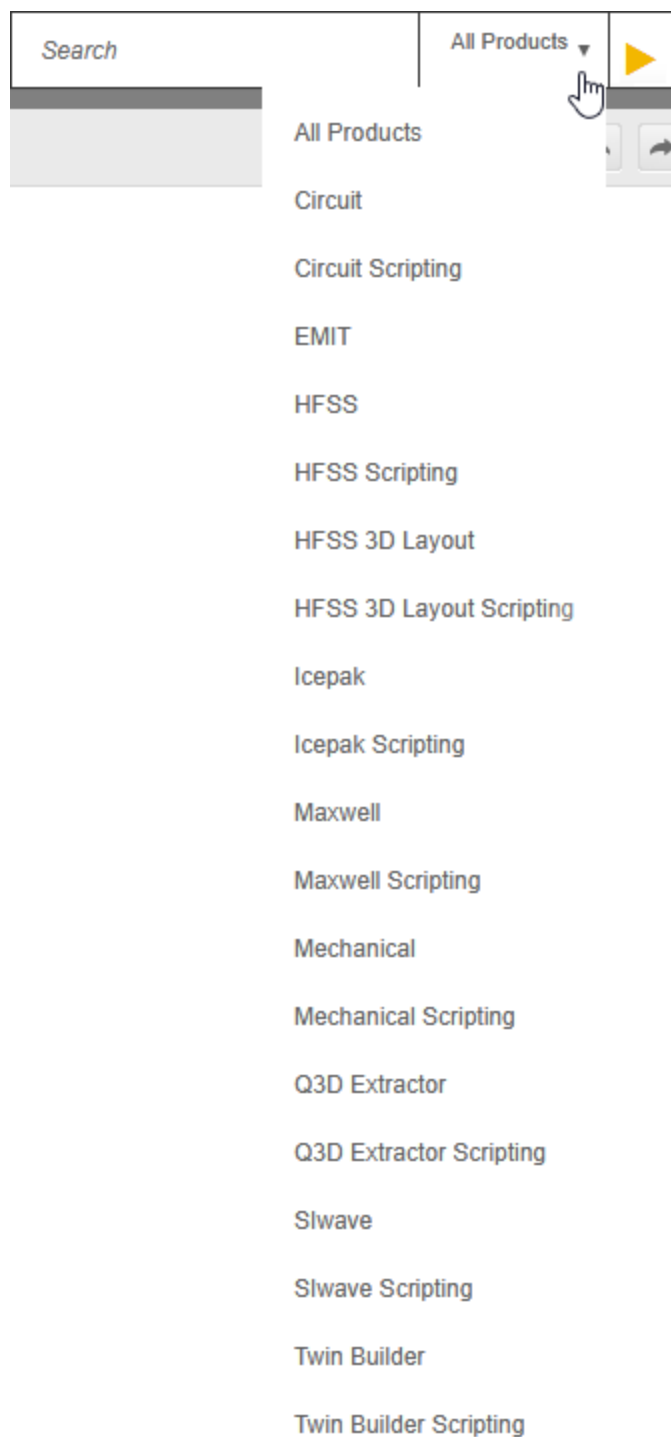 Search
All Products
All Products
Circuit
Circuit Scripting
EMIT
HFSS
HFSS Scripting
HFSS 3D Layout
HFSS 3D Layout Scripting
Icepak
Icepak Scripting
Maxwell
Maxwell Scripting
Mechanical
Mechanical Scripting
Q3D Extractor
Q3D Extractor Scripting
SIwave
SIwave Scripting
Twin Builder
Twin Builder Scripting